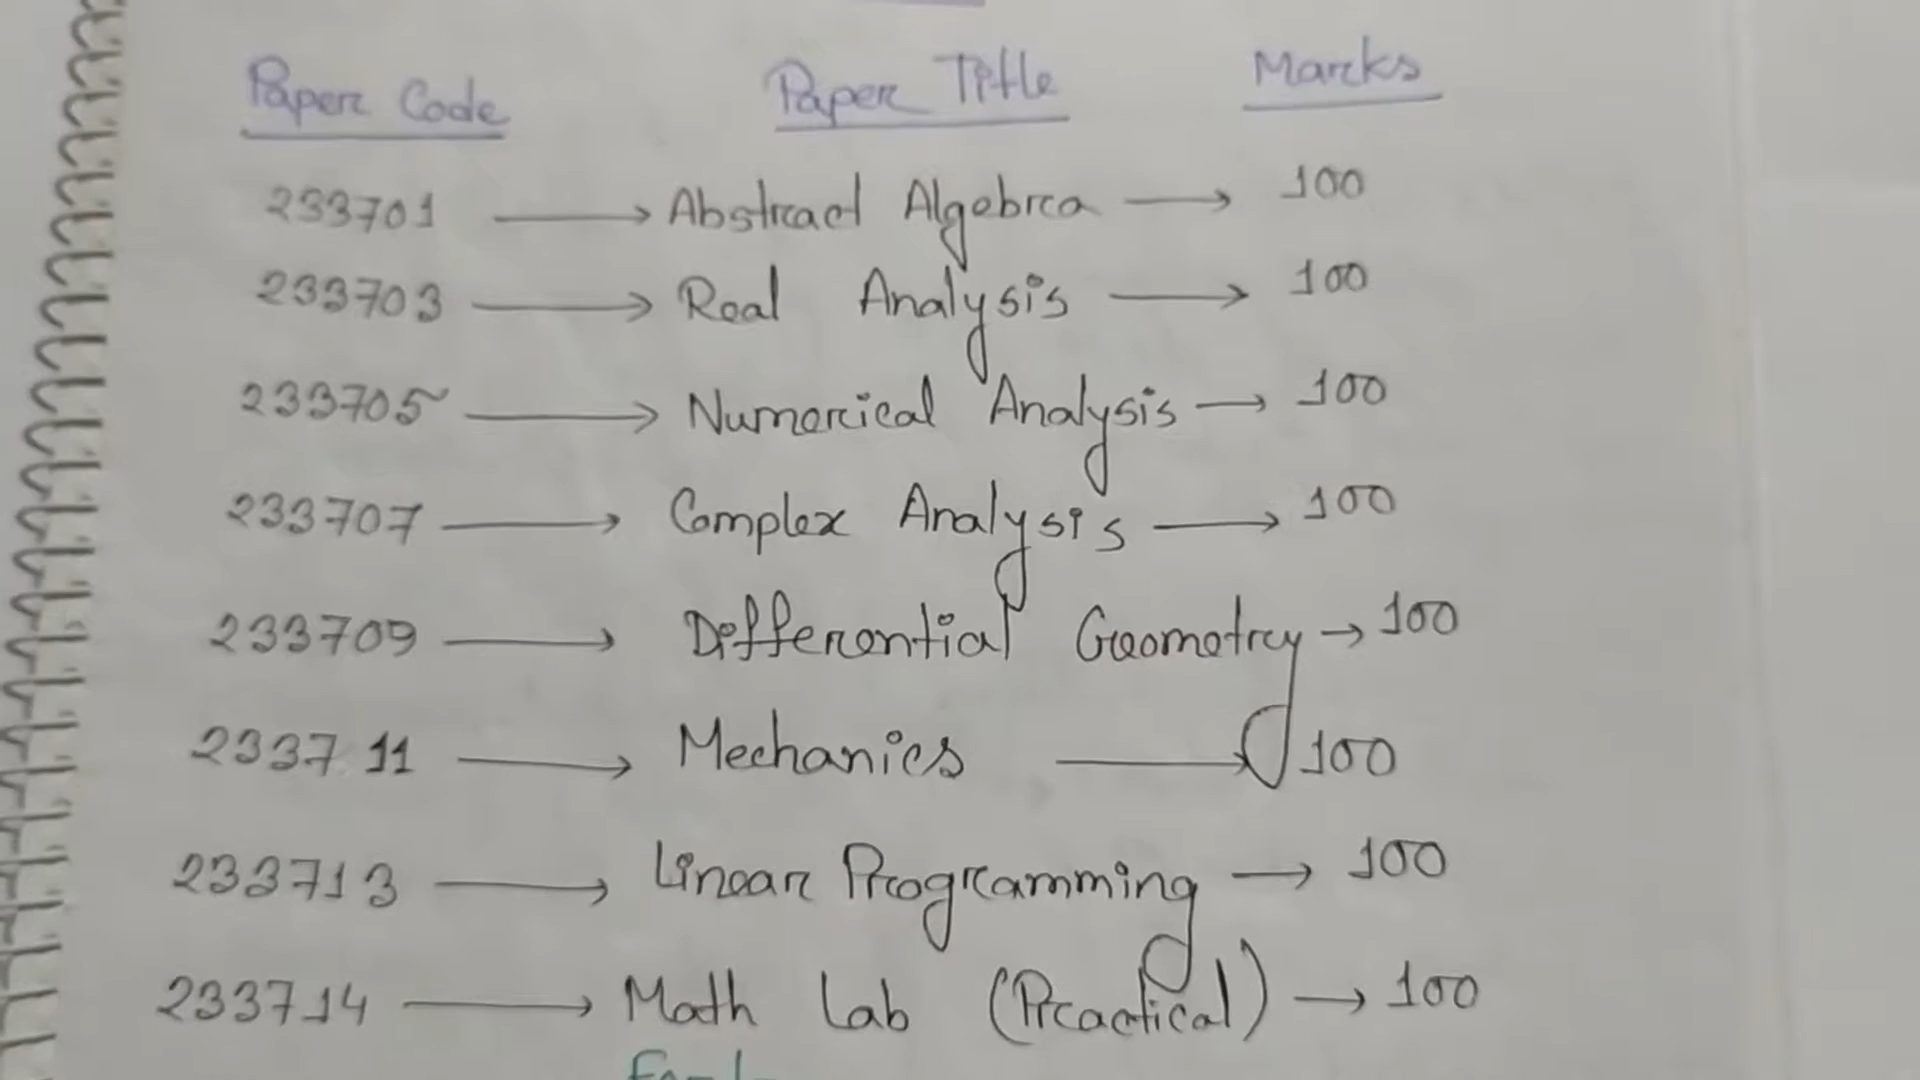 Paper Code Paper Title Marks
233701 → Abstract Algebra → 100
233703 → Real Analysis → 100
233705 → Numerical Analysis → 100
233707 → Complex Analysis → 100
233709 → Differential Geometry → 100
233711 → Mechanics → 100
233713 → Linear Programming → 100
233714 → Math Lab (Practical) → 100